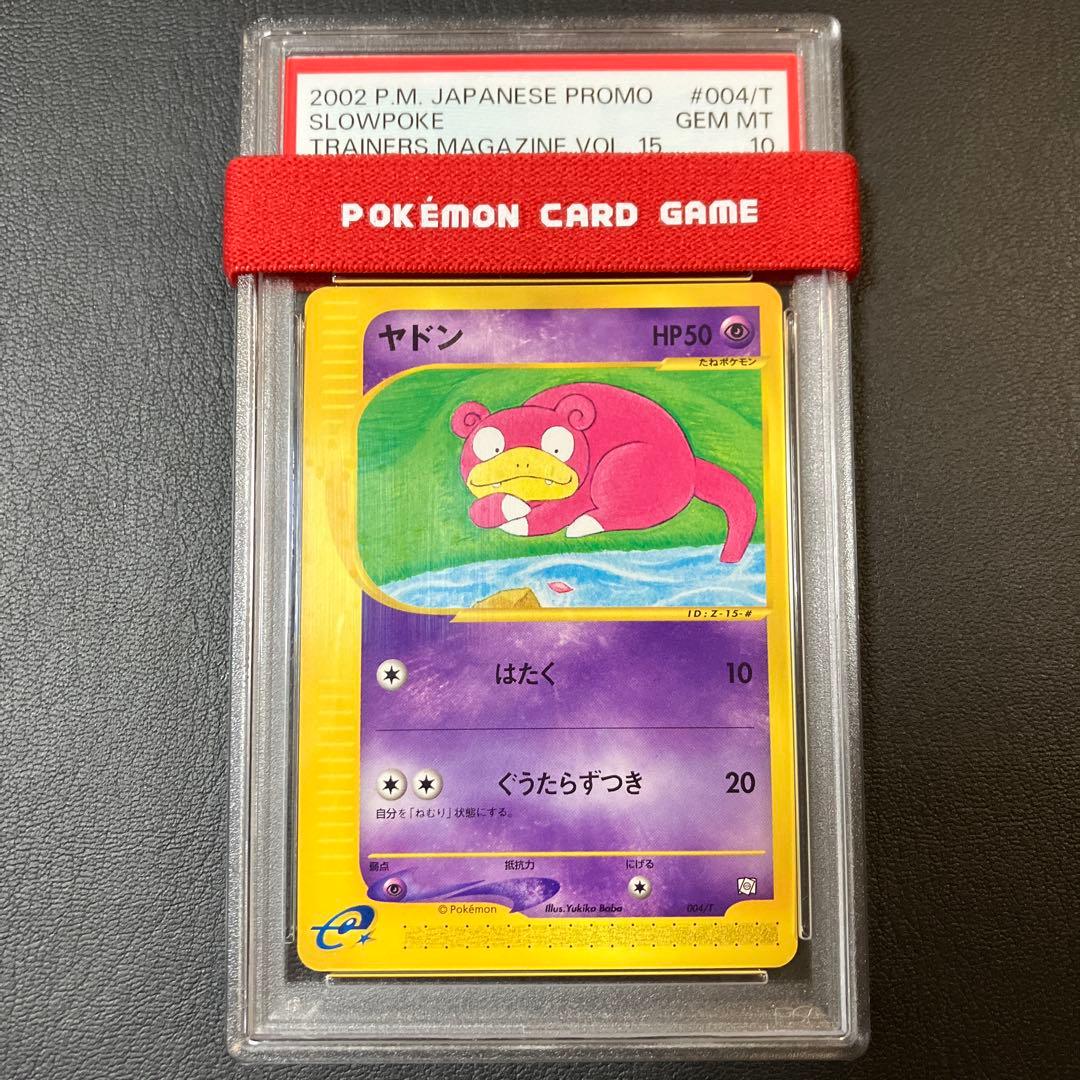 2002 P.M. JAPANESE PROMO #004/T
SLOWPOKE GEM MT
TRAINERS MAGAZINE VOL. 15 10
POKÉMON CARD GAME
ヤドン HP50
たねポケモン
ID:Z-15-#
はたく 10
ぐうたらずつき 20
自分を「ねむり」状態にする。
弱点 抵抗力 にげる
© Pokémon Illus. Yukiko Baba 004/T
e